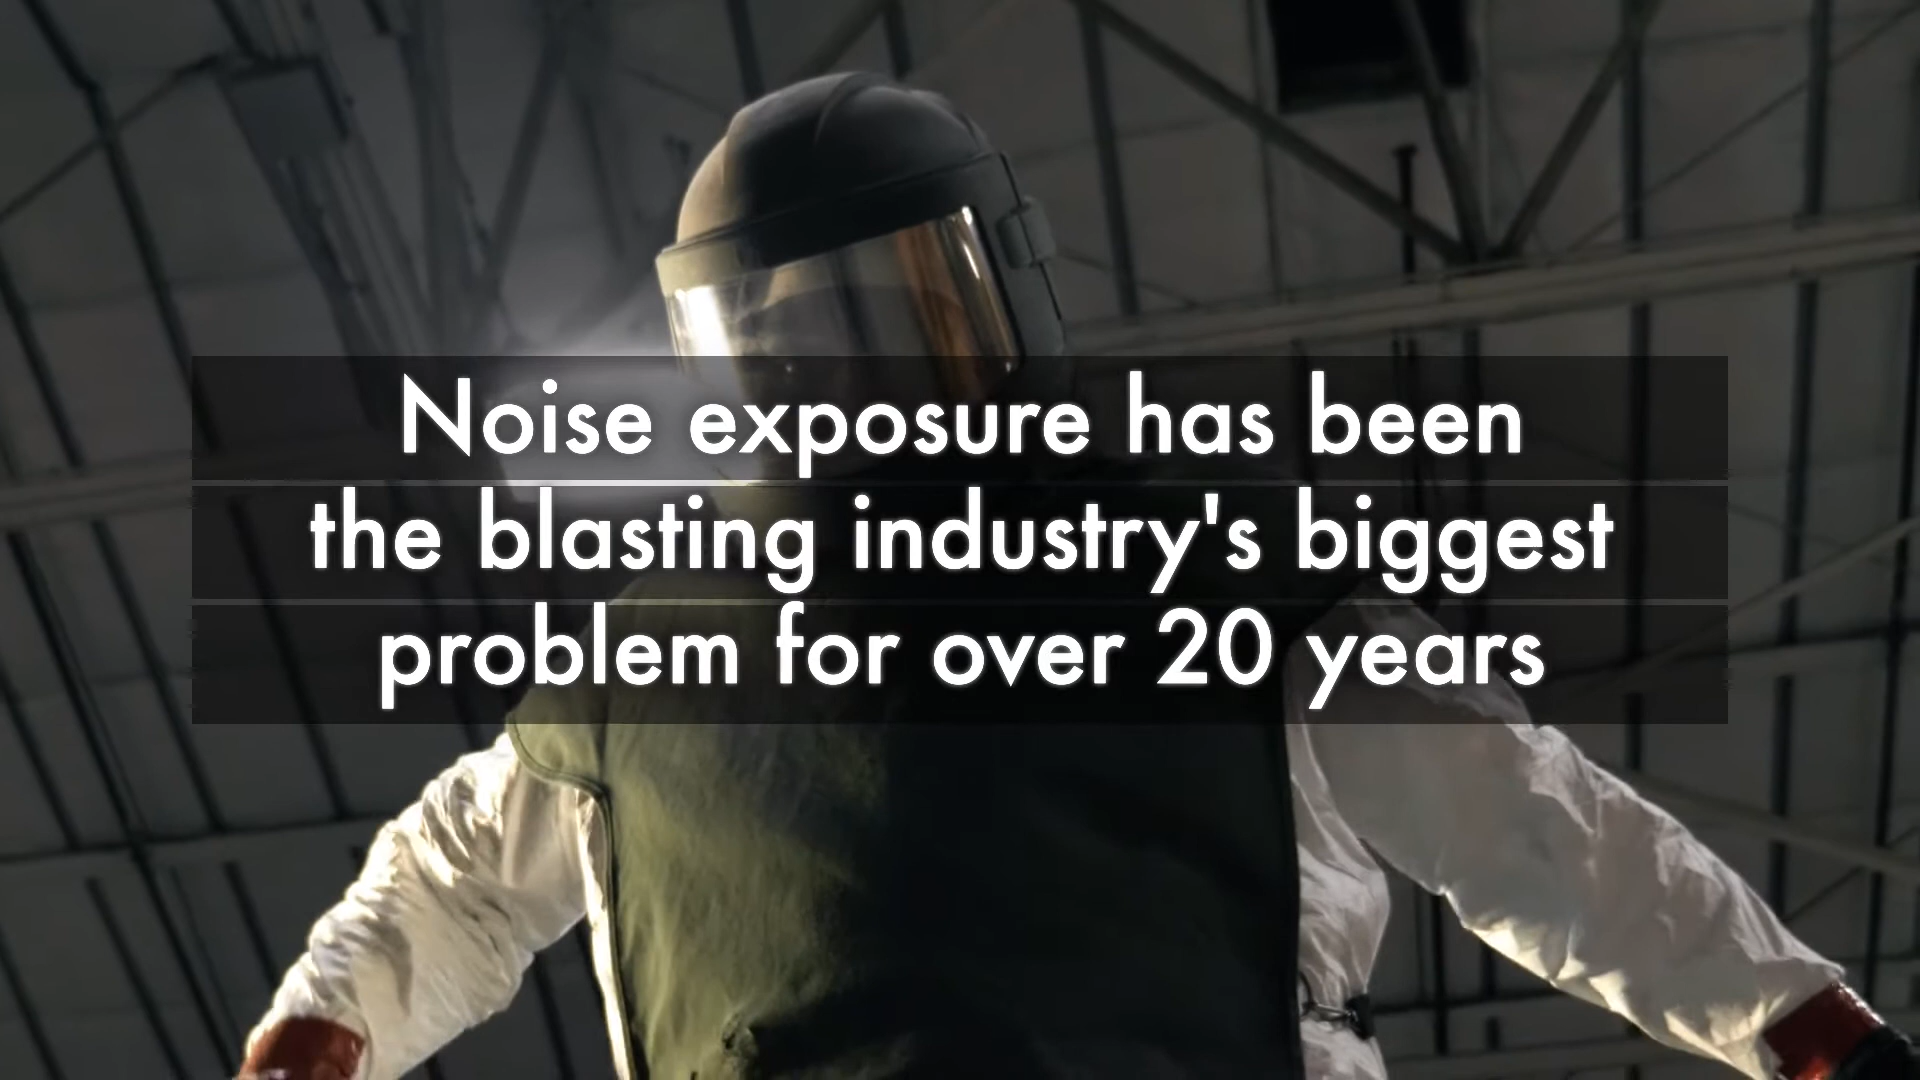 Noise exposure has been
the blasting industry's biggest
problem for over 20 years